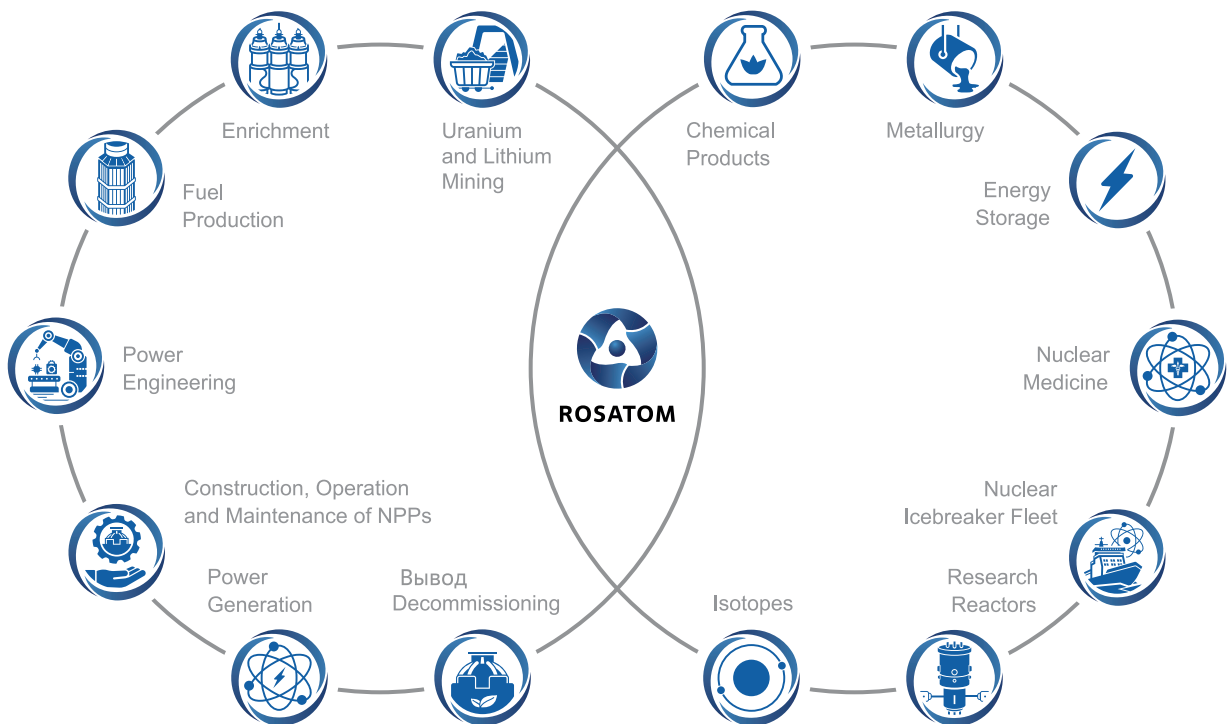 Enrichment
Uranium
and Lithium
Mining
Chemical
Products
Metallurgy
Fuel
Production
Energy
Storage
Power
Engineering
ROSATOM
Nuclear
Medicine
Construction, Operation
and Maintenance of NPPs
Nuclear
Icebreaker Fleet
Power
Generation
Вывод
Decommissioning
Isotopes
Research
Reactors